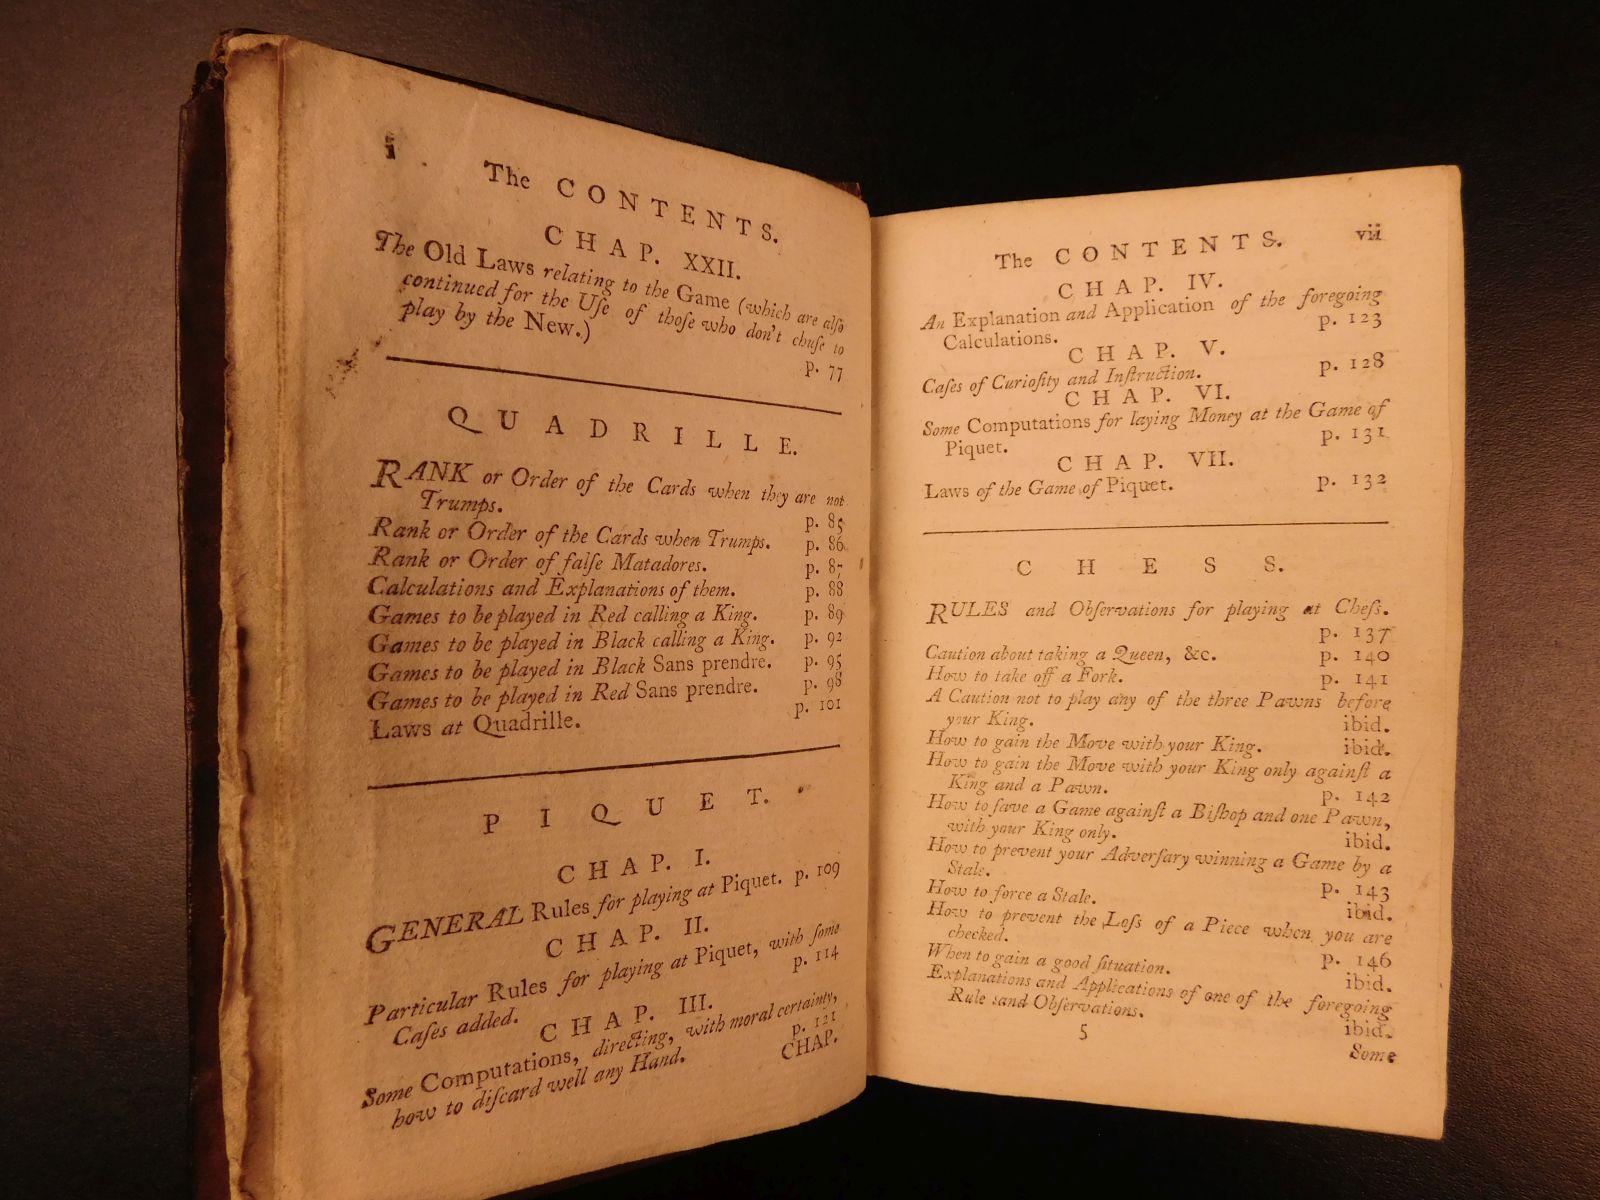 The CONTENTS.
CHAP. XXII.
The Old Laws relating to the Game (which are alſo
continued for the Uſe of thoſe who don't chuſe to
play by the New.)
p. 77
QUADRILLE.
RANK or Order of the Cards when they are not
Trumps.
p. 85
Rank or Order of the Cards when Trumps. p. 86
Rank or Order of falſe Matadores. p. 87
Calculations and Explanations of them. p. 88
Games to be played in Red calling a King. p. 89
Games to be played in Black calling a King. p. 92
Games to be played in Black Sans prendre. p. 95
Games to be played in Red Sans prendre. p. 98
Laws at Quadrille. p. 101
PIQUET.
CHAP. I.
GENERAL Rules for playing at Piquet. p. 109
CHAP. II.
Particular Rules for playing at Piquet, with ſome
Caſes added. p. 114
CHAP. III.
Some Computations, directing, with moral certainty,
how to diſcard well any Hand. p. 121
CHAP.
The CONTENTS. vii
CHAP. IV.
An Explanation and Application of the foregoing
Calculations. p. 123
CHAP. V.
Caſes of Curioſity and Inſtruction. p. 128
CHAP. VI.
Some Computations for laying Money at the Game of
Piquet. p. 131
CHAP. VII.
Laws of the Game of Piquet. p. 132
CHESS.
RULES and Obſervations for playing at Cheſs.
p. 137
Caution about taking a Queen, &c. p. 140
How to take off a Fork. p. 141
A Caution not to play any of the three Pawns before
your King. ibid.
How to gain the Move with your King. ibid.
How to gain the Move with your King only againſt a
King and a Pawn. p. 142
How to ſave a Game againſt a Biſhop and one Pawn,
with your King only. ibid.
How to prevent your Adverſary winning a Game by a
Stale. p. 143
How to force a Stale. ibid.
How to prevent the Loſs of a Piece when you are
checked. p. 146
When to gain a good ſituation. ibid.
Explanations and Applications of one of the foregoing
Rule sand Obſervations. ibid.
5
Some